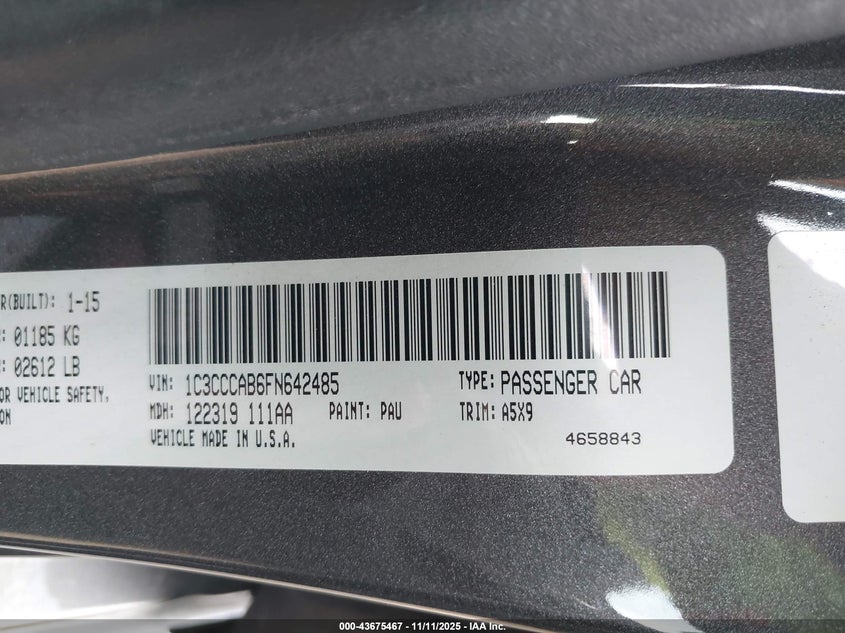 R(BUILT): 1-15
: 01185 KG
: 02612 LB
OR VEHICLE SAFETY,
ON
VIN: 1C3CCCAB6FN642485 TYPE: PASSENGER CAR
MDH: 122319 111AA PAINT: PAU TRIM: A5X9
VEHICLE MADE IN U.S.A. 4658843
000-43675467 - 11/11/2025 - IAA Inc.